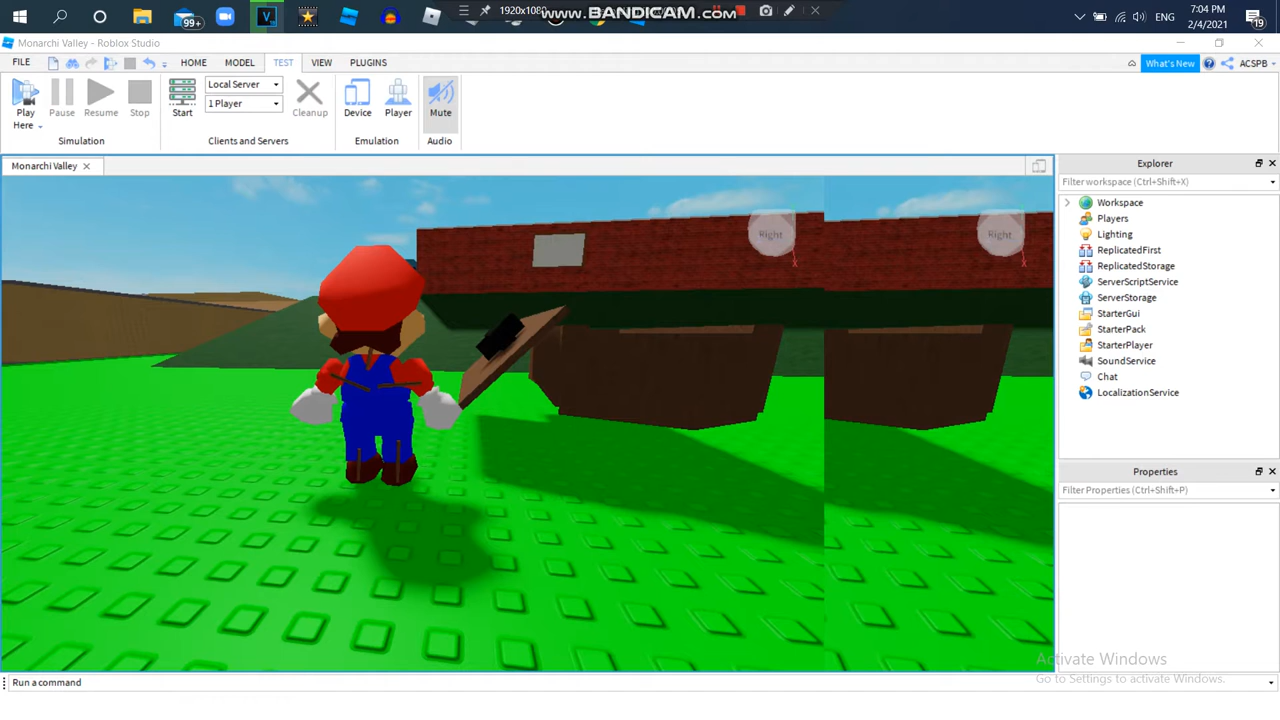 99+
1920x1080
WWW.BANDICAM.COM
ENG
7:04 PM
2/4/2021
19
Monarchi Valley - Roblox Studio
FILE
HOME
MODEL
TEST
VIEW
PLUGINS
What's New
ACSPB
Play
Here
Pause
Resume
Stop
Simulation
Start
Local Server
1 Player
Cleanup
Clients and Servers
Device
Player
Emulation
Mute
Audio
Monarchi Valley
Right
Right
Explorer
Filter workspace (Ctrl+Shift+X)
Workspace
Players
Lighting
ReplicatedFirst
ReplicatedStorage
ServerScriptService
ServerStorage
StarterGui
StarterPack
StarterPlayer
SoundService
Chat
LocalizationService
Properties
Filter Properties (Ctrl+Shift+P)
Activate Windows
Go to Settings to activate Windows.
Run a command